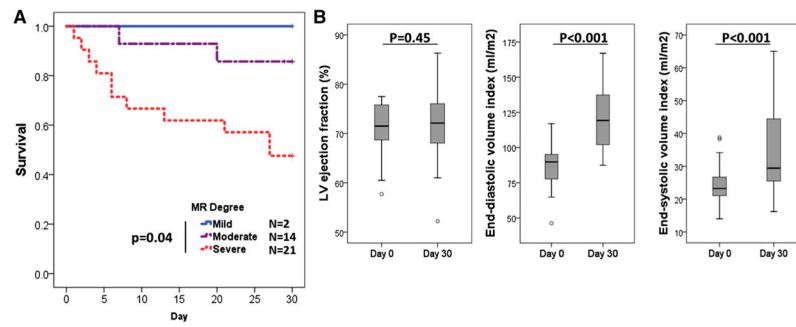 A
Survival
1.0
0.8
0.6
0.4
0.2
0.0
MR Degree
p=0.04
Mild N=2
Moderate N=14
Severe N=21
0 5 10 15 20 25 30
Day
B
P=0.45
LV ejection fraction (%)
90
80
70
60
50
Day 0 Day 30
P<0.001
End-diastolic volume index (ml/m2)
175
150
125
100
75
50
Day 0 Day 30
P<0.001
End-systolic volume index (ml/m2)
70
60
50
40
30
20
10
Day 0 Day 30